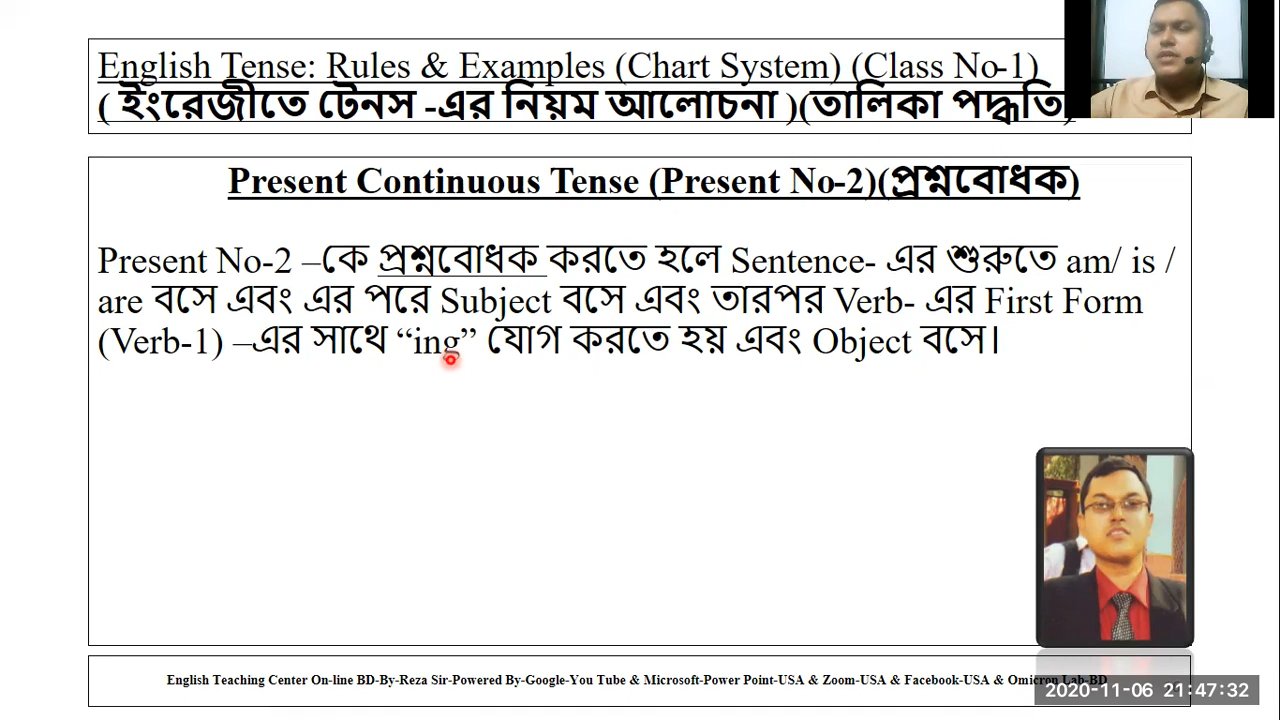 English Tense: Rules & Examples (Chart System) (Class No-1)
( ইংরেজীতে টেনস -এর নিয়ম আলোচনা )(তালিকা পদ্ধতি)
Present Continuous Tense (Present No-2)(প্রশ্নবোধক)
Present No-2 –কে প্রশ্নবোধক করতে হলে Sentence- এর শুরুতে am/ is /
are বসে এবং এর পরে Subject বসে এবং তারপর Verb- এর First Form
(Verb-1) –এর সাথে “ing” যোগ করতে হয় এবং Object বসে।
English Teaching Center On-line BD-By-Reza Sir-Powered By-Google-You Tube & Microsoft-Power Point-USA & Zoom-USA & Facebook-USA & Omicron Lab-BD
2020-11-06 21:47:32